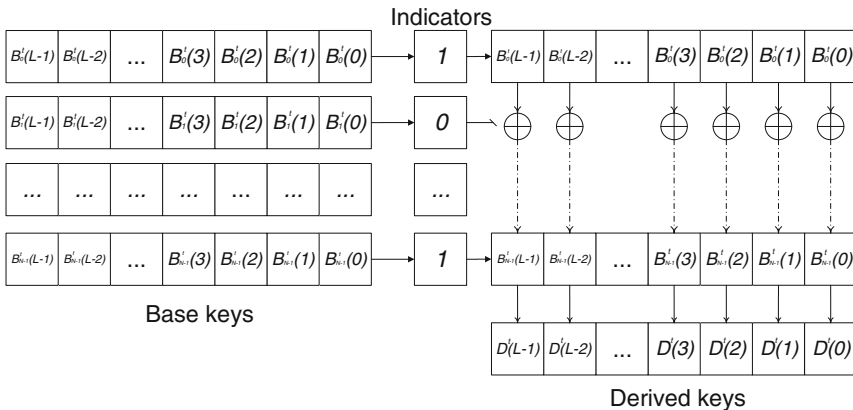 Indicators
B₀ᵗ(L-1) B₀ᵗ(L-2) ... B₀ᵗ(3) B₀ᵗ(2) B₀ᵗ(1) B₀ᵗ(0) 1 B₀ᵗ(L-1) B₀ᵗ(L-2) ... B₀ᵗ(3) B₀ᵗ(2) B₀ᵗ(1) B₀ᵗ(0)
B₁ᵗ(L-1) B₁ᵗ(L-2) ... B₁ᵗ(3) B₁ᵗ(2) B₁ᵗ(1) B₁ᵗ(0) 0
... ... ... ... ... ... ... ...
Bₙ₋₁ᵗ(L-1) Bₙ₋₁ᵗ(L-2) ... Bₙ₋₁ᵗ(3) Bₙ₋₁ᵗ(2) Bₙ₋₁ᵗ(1) Bₙ₋₁ᵗ(0) 1 Bₙ₋₁ᵗ(L-1) Bₙ₋₁ᵗ(L-2) ... Bₙ₋₁ᵗ(3) Bₙ₋₁ᵗ(2) Bₙ₋₁ᵗ(1) Bₙ₋₁ᵗ(0)
Base keys
Dᵗ(L-1) Dᵗ(L-2) ... Dᵗ(3) Dᵗ(2) Dᵗ(1) Dᵗ(0)
Derived keys